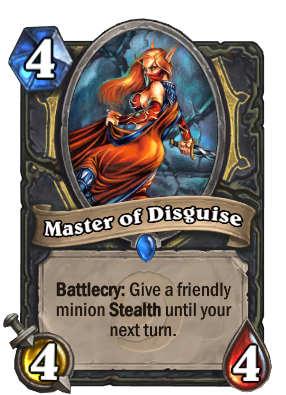 4
Master of Disguise
Battlecry: Give a friendly
minion Stealth until your
next turn.
4
4